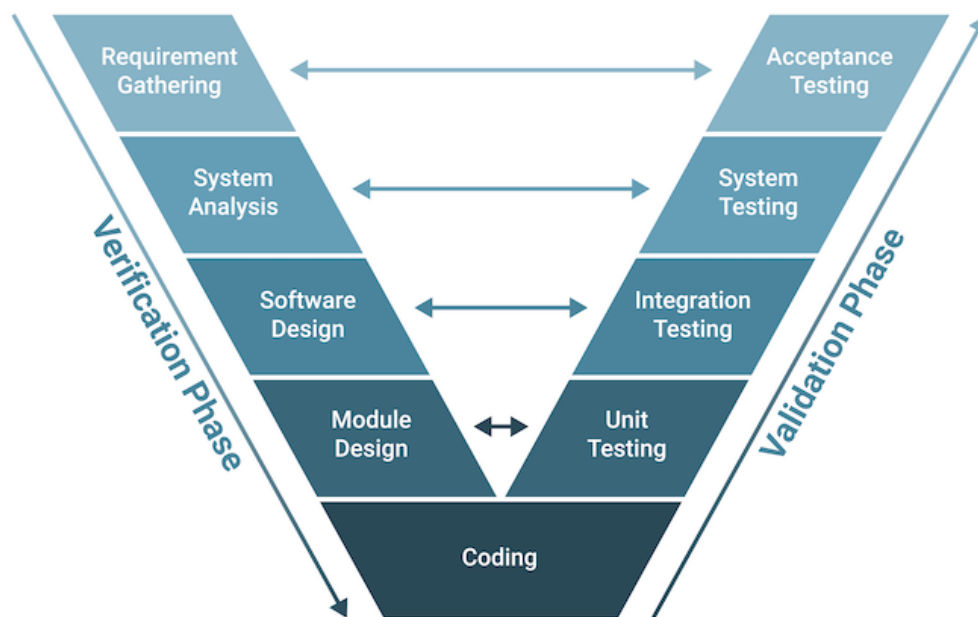 Requirement
Gathering
Acceptance
Testing
System
Analysis
System
Testing
Software
Design
Integration
Testing
Module
Design
Unit
Testing
Coding
Verification Phase
Validation Phase